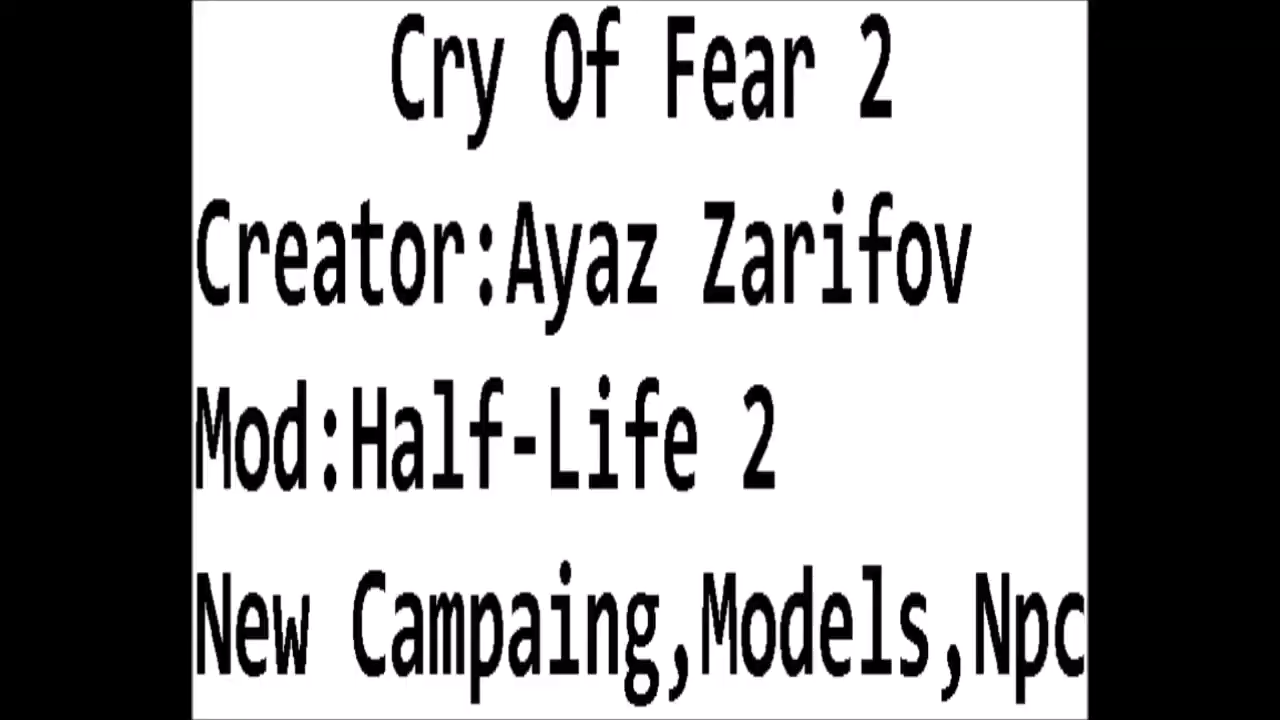 Cry Of Fear 2
Creator:Ayaz Zarifov
Mod:Half-Life 2
New Campaing,Models,Npc